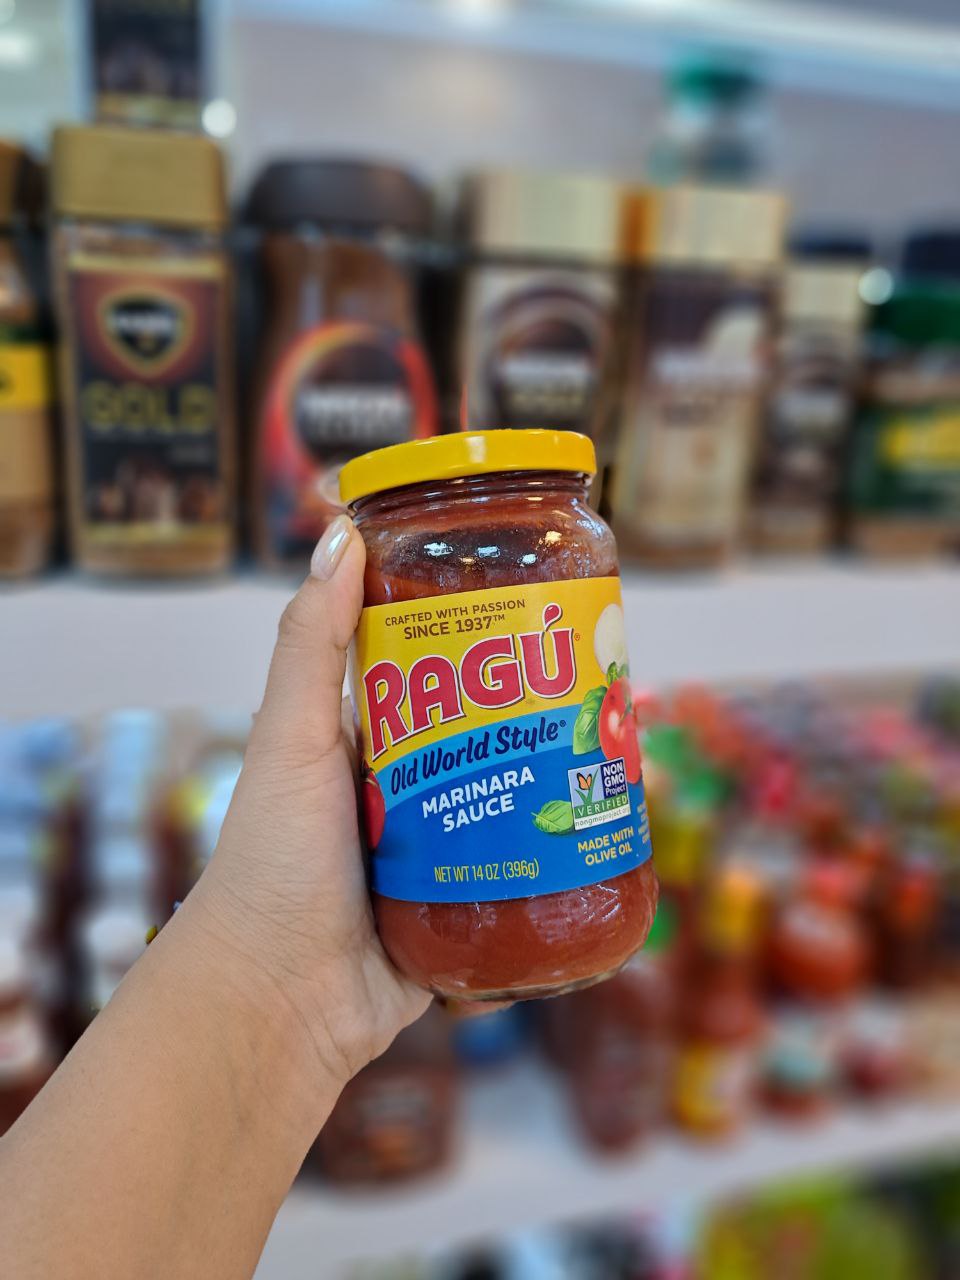 GOLD
CRAFTED WITH PASSION
SINCE 1937™
RAGÚ®
Old World Style®
MARINARA
SAUCE
NON
GMO
Project
VERIFIED
nongmoproject.org
MADE WITH
OLIVE OIL
NET WT 14 OZ (396g)